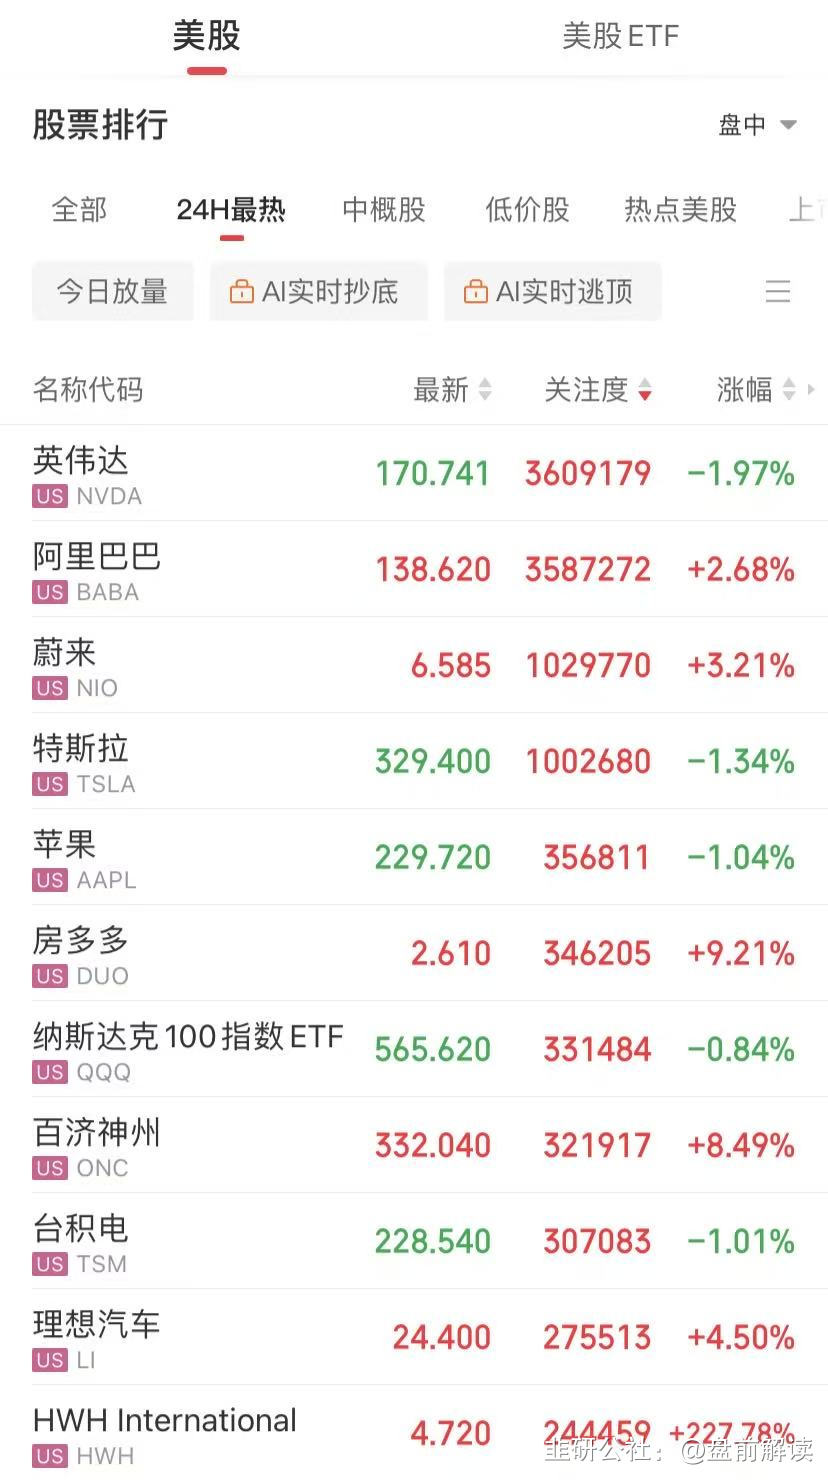 美股 美股ETF
股票排行 盘中
全部 24H最热 中概股 低价股 热点美股 上
今日放量 AI实时抄底 AI实时逃顶
名称代码 最新 关注度 涨幅
英伟达 170.741 3609179 -1.97%
US NVDA
阿里巴巴 138.620 3587272 +2.68%
US BABA
蔚来 6.585 1029770 +3.21%
US NIO
特斯拉 329.400 1002680 -1.34%
US TSLA
苹果 229.720 356811 -1.04%
US AAPL
房多多 2.610 346205 +9.21%
US DUO
纳斯达克100指数ETF 565.620 331484 -0.84%
US QQQ
百济神州 332.040 321917 +8.49%
US ONC
台积电 228.540 307083 -1.01%
US TSM
理想汽车 24.400 275513 +4.50%
US LI
HWH International 4.720 244459 +227.78%
US HWH
韭研公社：@盘前解读